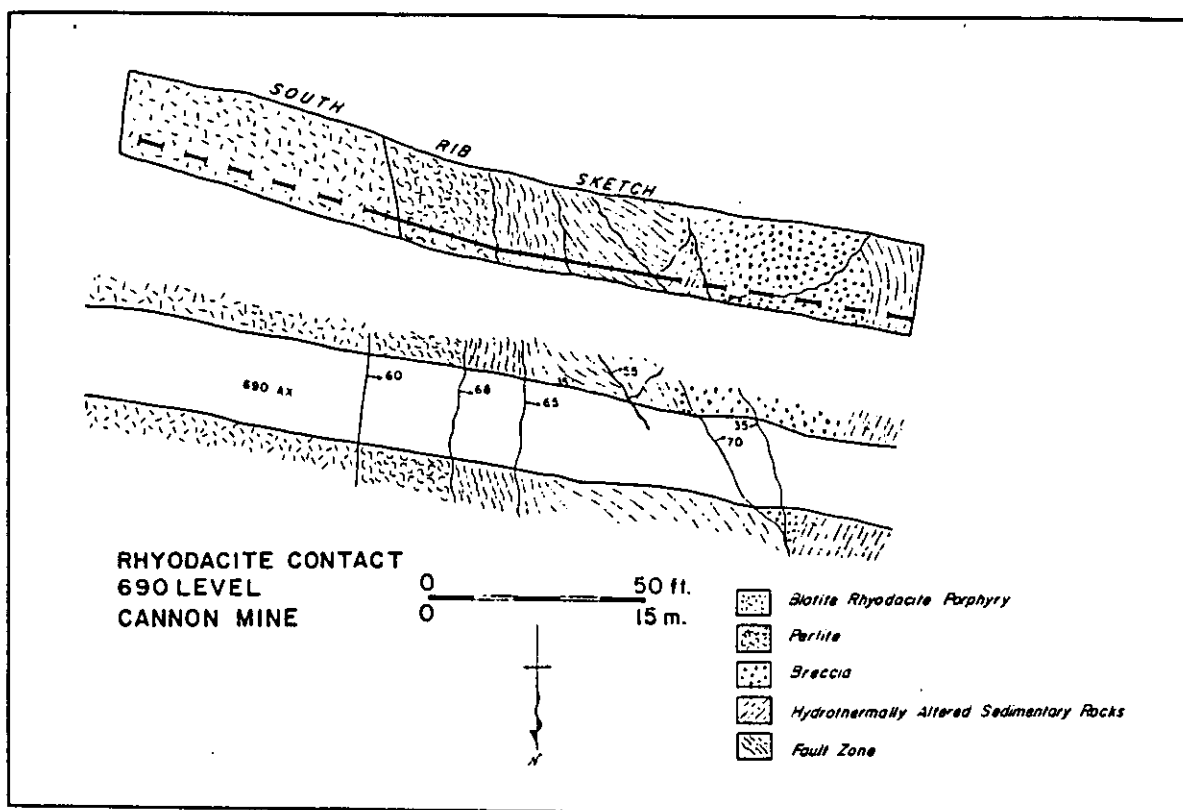 SOUTH
RIB
SKETCH
690 AX
60
68
65
35
55
70
35
RHYODACITE CONTACT
690 LEVEL
CANNON MINE
0 50 ft.
0 15 m.
N
Biotite Rhyodacite Porphyry
Perlite
Breccia
Hydrothermally Altered Sedimentary Rocks
Fault Zone